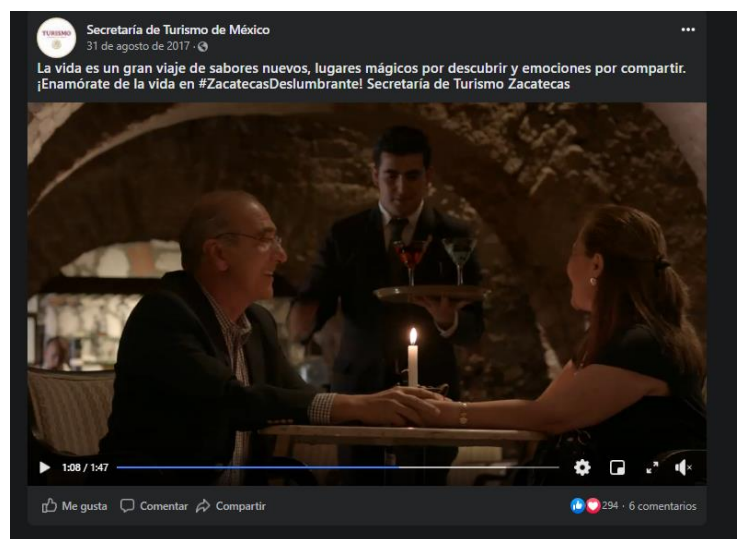 TURISMO
Secretaría de Turismo de México
31 de agosto de 2017 ·
La vida es un gran viaje de sabores nuevos, lugares mágicos por descubrir y emociones por compartir.
¡Enamórate de la vida en #ZacatecasDeslumbrante! Secretaría de Turismo Zacatecas
1:08 / 1:47
Me gusta Comentar Compartir 294 · 6 comentarios